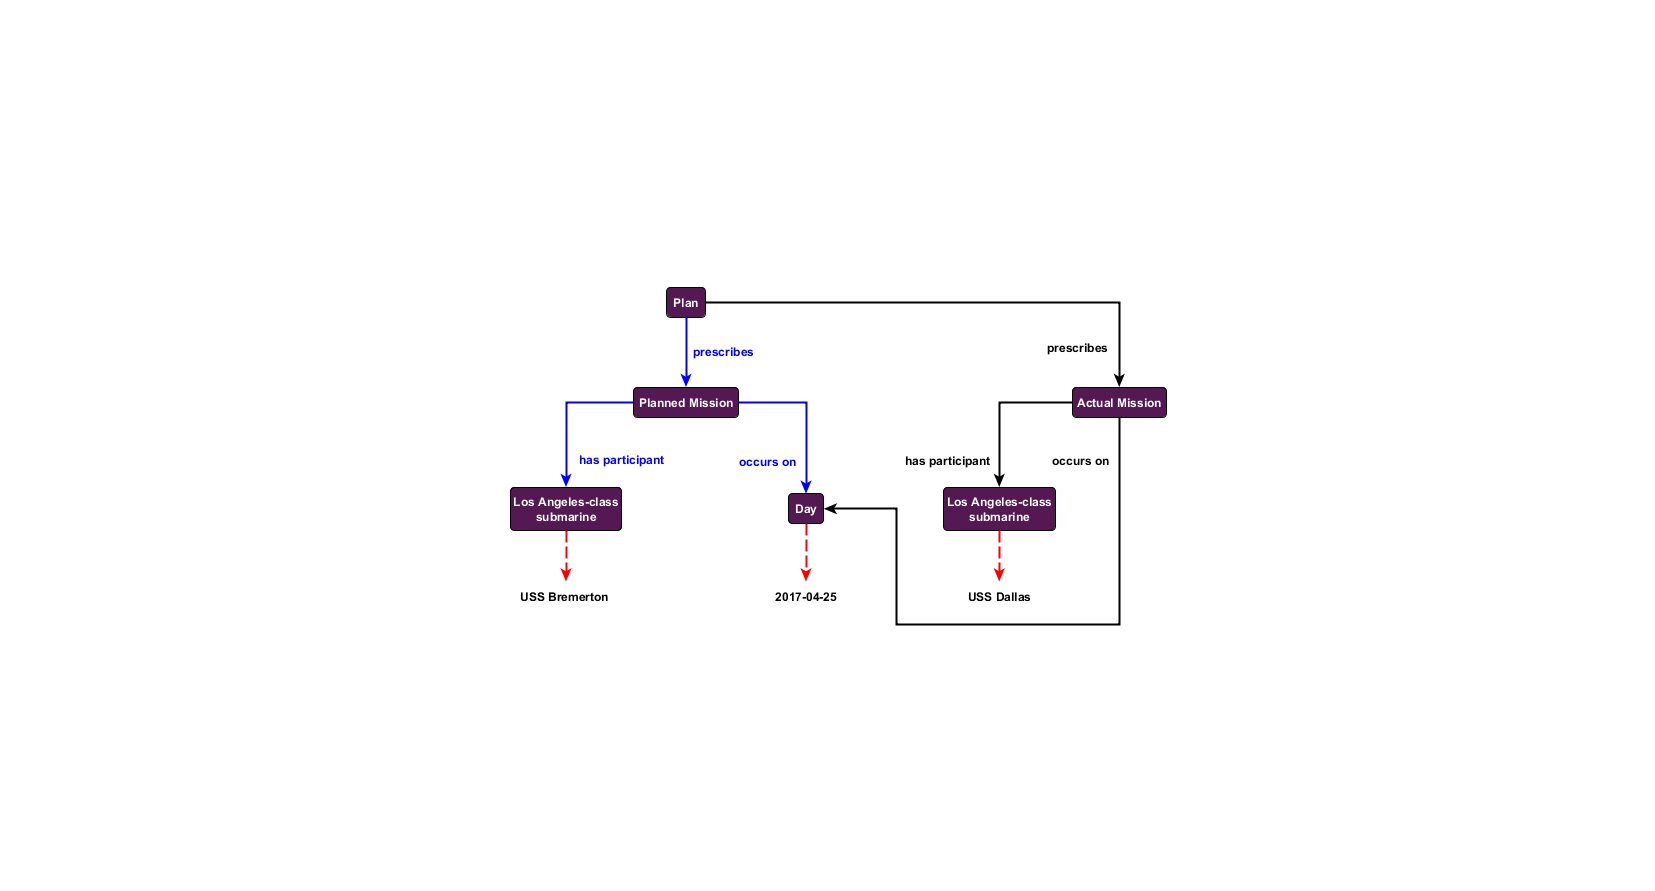 Plan
prescribes
prescribes
Planned Mission
Actual Mission
has participant
occurs on
has participant
occurs on
Los Angeles-class
submarine
Day
Los Angeles-class
submarine
USS Bremerton
2017-04-25
USS Dallas